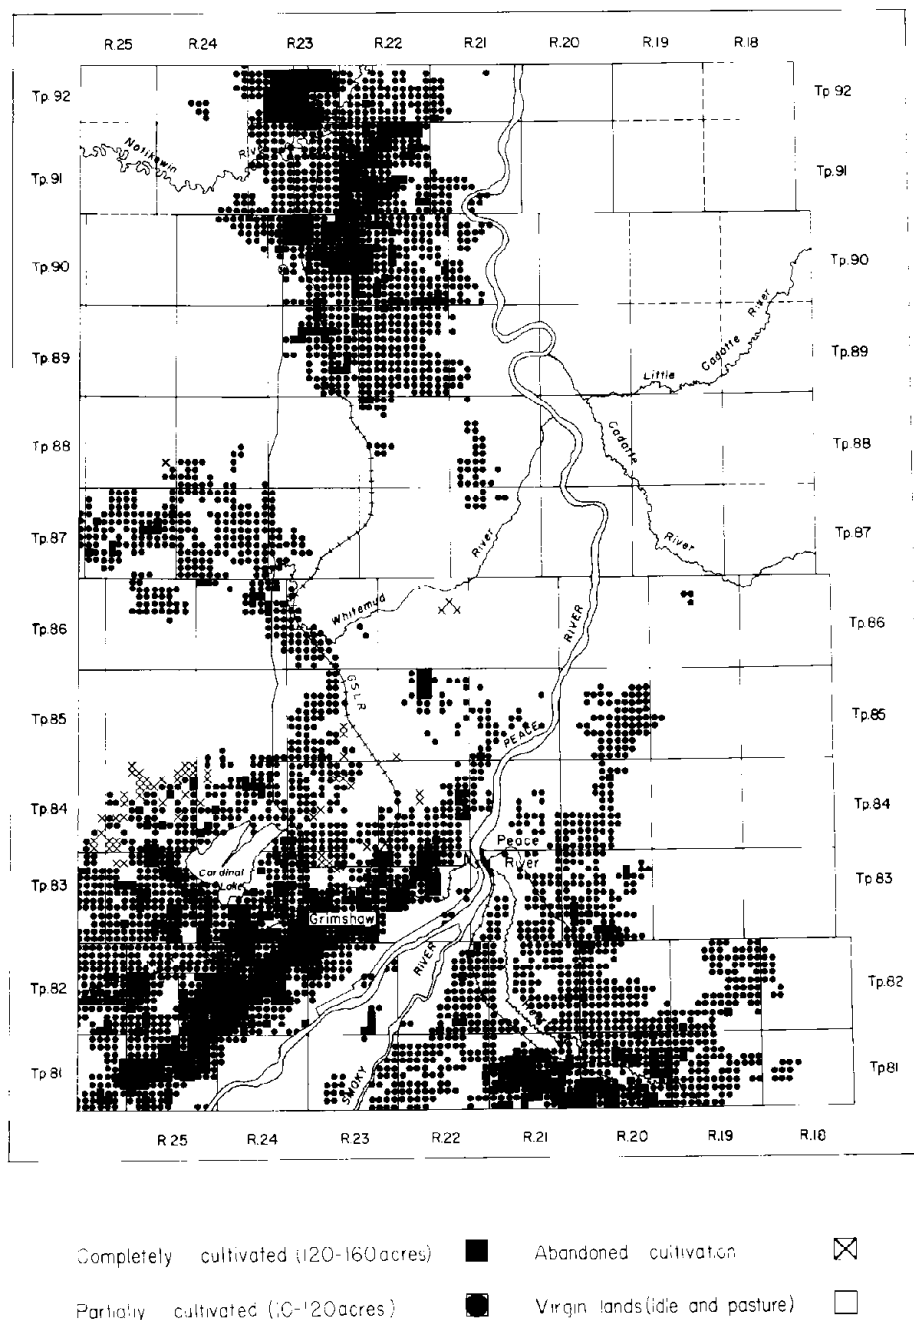 R.25 R.24 R.23 R.22 R.21 R.20 R.19 R.18
Tp.92 Tp 92
Notikewin River
Tp.91 Tp.91
Tp.90 Tp.90
River
Cadotte
Tp.89 Tp.89
Little
Cadotte
Tp.88 Tp.88
River
River
Tp.87 Tp.87
Whitemud
RIVER
Tp.86 Tp.86
G.S.L.R.
PEACE
Tp.85 Tp.85
Tp.84 Tp.84
Peace
River
Cardinal
Lake
Tp.83 Tp 83
Grimshaw
RIVER
Tp.82 Tp.82
SMOKY
Tp 81 Tp 81
R.25 R.24 R.23 R.22 R.21 R.20 R.19 R.18
Completely cultivated (120-160acres) Abandoned cultivation
Partially cultivated (10-120acres) Virgin lands(idle and pasture)